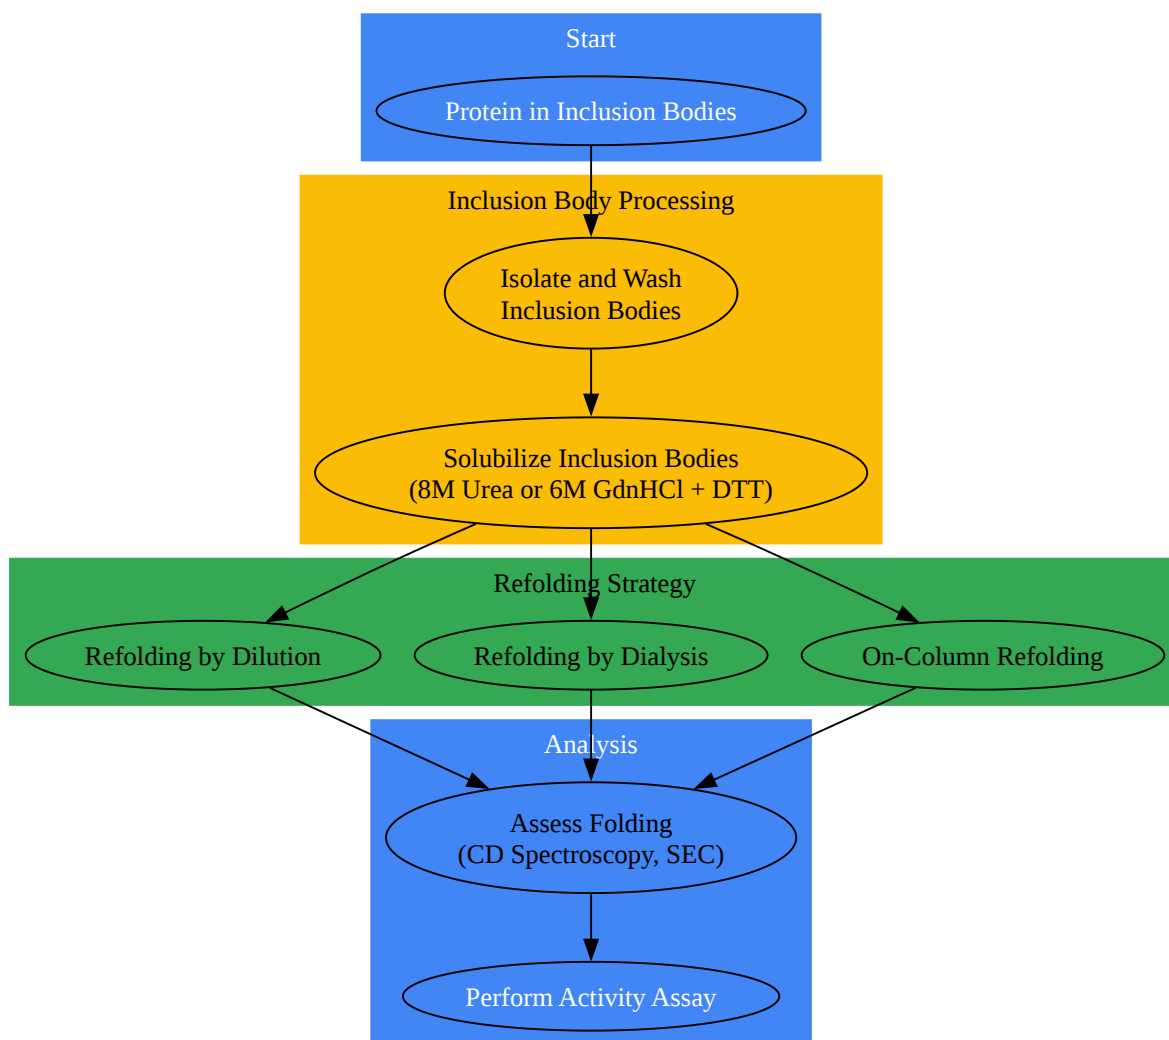 Start
Protein in Inclusion Bodies
Inclusion Body Processing
Isolate and Wash
Inclusion Bodies
Solubilize Inclusion Bodies
(8M Urea or 6M GdnHCl + DTT)
Refolding Strategy
Refolding by Dilution
Refolding by Dialysis
On-Column Refolding
Analysis
Assess Folding
(CD Spectroscopy, SEC)
Perform Activity Assay